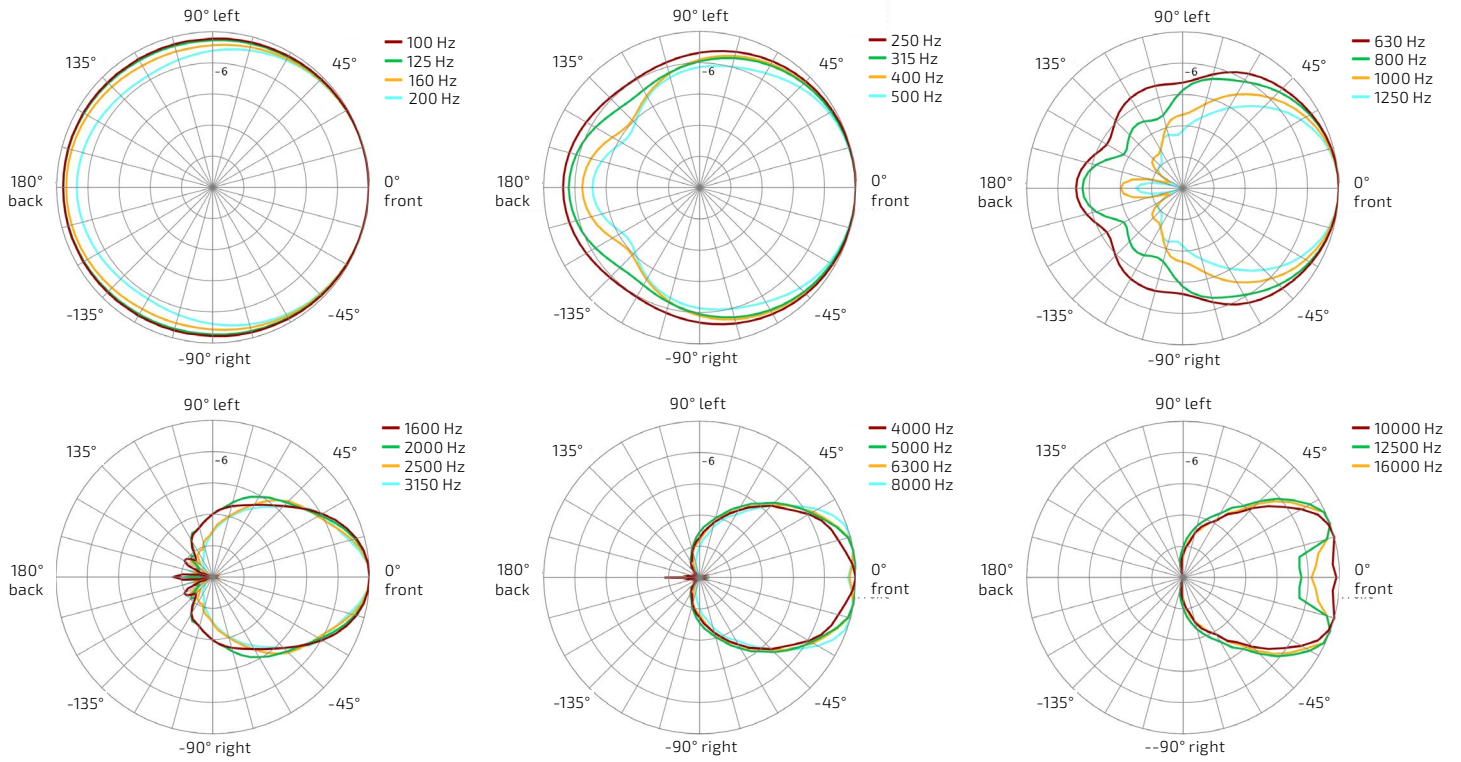 90° left
135°
45°
-6
180°
back
0°
front
-135°
-45°
-90° right
100 Hz
125 Hz
160 Hz
200 Hz
90° left
135°
45°
-6
180°
back
0°
front
-135°
-45°
-90° right
250 Hz
315 Hz
400 Hz
500 Hz
90° left
135°
45°
-6
180°
back
0°
front
-135°
-45°
-90° right
630 Hz
800 Hz
1000 Hz
1250 Hz
90° left
135°
45°
-6
180°
back
0°
front
-135°
-45°
-90° right
1600 Hz
2000 Hz
2500 Hz
3150 Hz
90° left
135°
45°
-6
180°
back
0°
front
-135°
-45°
-90° right
4000 Hz
5000 Hz
6300 Hz
8000 Hz
90° left
135°
45°
-6
180°
back
0°
front
-135°
-45°
--90° right
10000 Hz
12500 Hz
16000 Hz